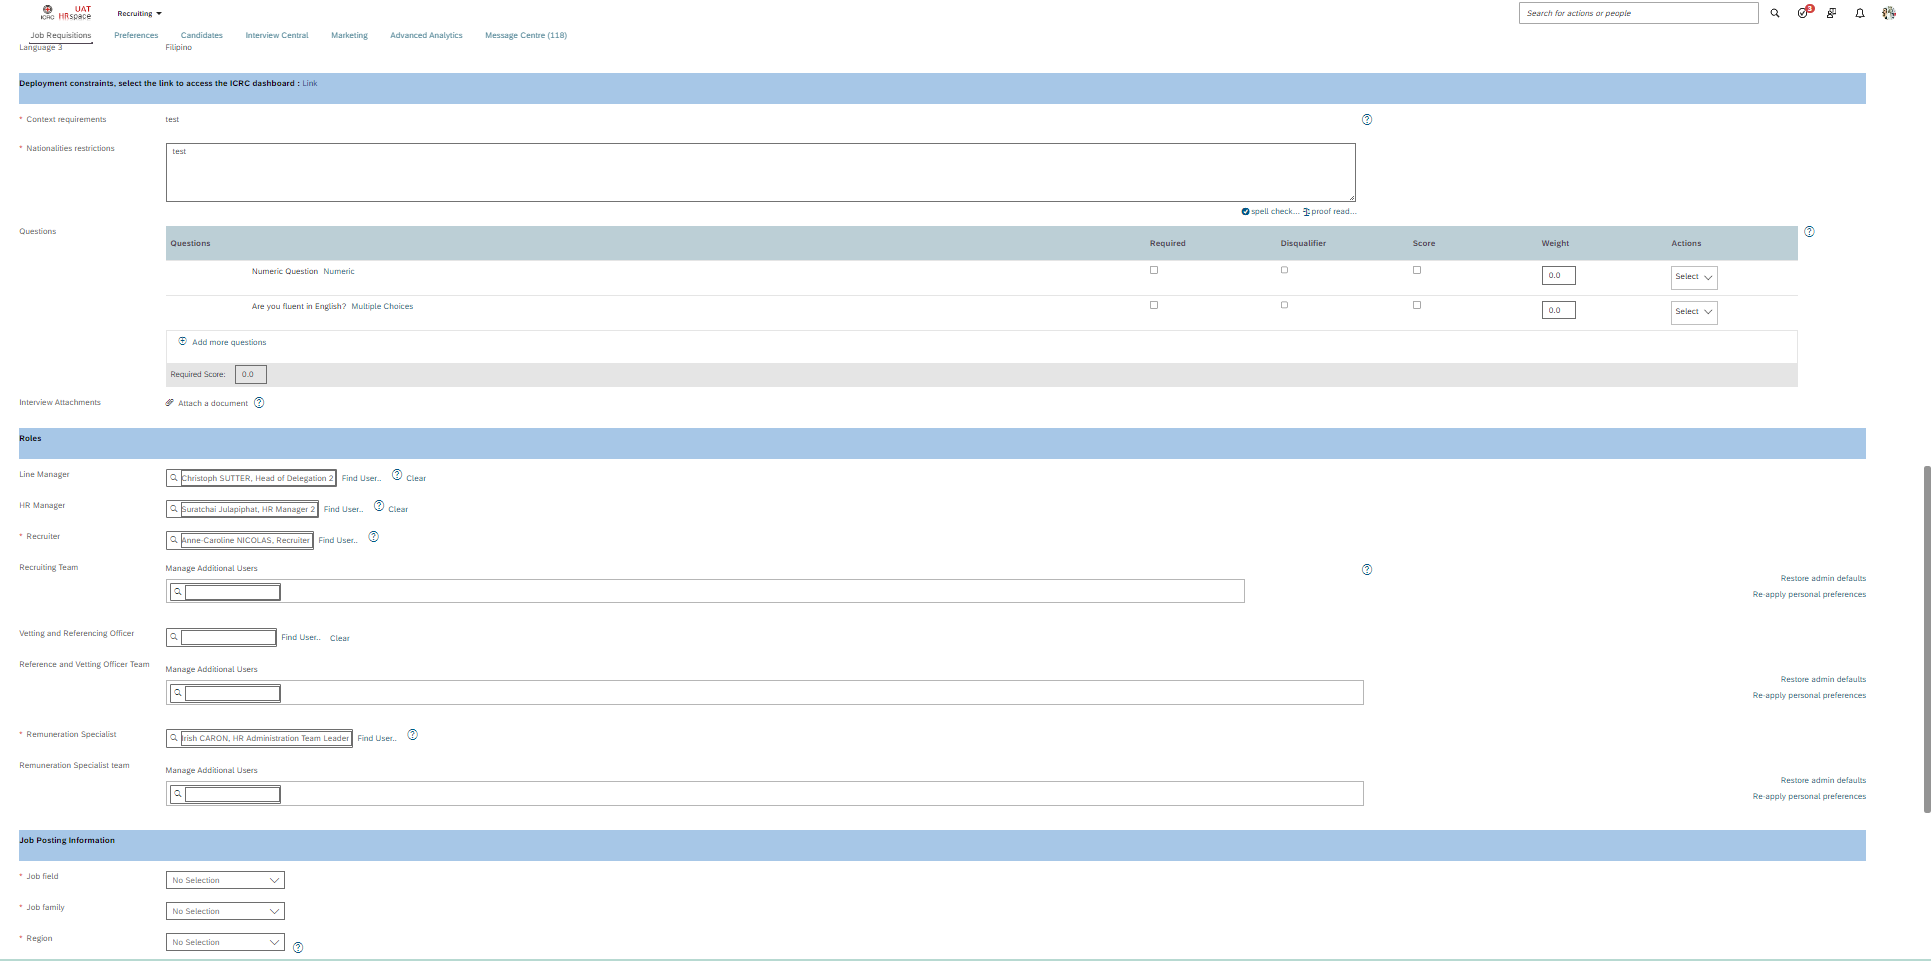 ICRC UAT HRspace Recruiting Search for actions or people 3
Job Requisitions Preferences Candidates Interview Central Marketing Advanced Analytics Message Centre (118)
Language 3 Filipino
Deployment constraints, select the link to access the ICRC dashboard : Link
* Context requirements test
* Nationalities restrictions test
spell check... proof read...
Questions
Questions Required Disqualifier Score Weight Actions
Numeric Question Numeric 0.0 Select
Are you fluent in English? Multiple Choices 0.0 Select
Add more questions
Required Score: 0.0
Interview Attachments Attach a document
Roles
Line Manager Christoph SUTTER, Head of Delegation 2 Find User.. Clear
HR Manager Suratchai Julapiphat, HR Manager 2 Find User.. Clear
* Recruiter Anne-Caroline NICOLAS, Recruiter Find User..
Recruiting Team Manage Additional Users
Restore admin defaults
Re-apply personal preferences
Vetting and Referencing Officer Find User.. Clear
Reference and Vetting Officer Team Manage Additional Users
Restore admin defaults
Re-apply personal preferences
* Remuneration Specialist Irish CARON, HR Administration Team Leader Find User..
Remuneration Specialist team Manage Additional Users
Restore admin defaults
Re-apply personal preferences
Job Posting Information
* Job field No Selection
* Job family No Selection
* Region No Selection